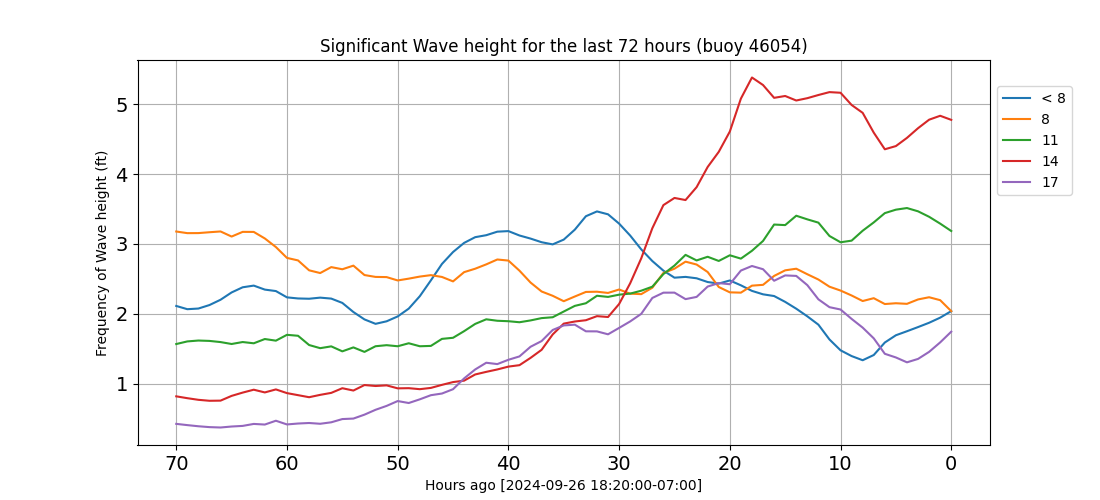 Significant Wave height for the last 72 hours (buoy 46054)
Frequency of Wave height (ft)
5
4
3
2
1
70 60 50 40 30 20 10 0
Hours ago [2024-09-26 18:20:00-07:00]
< 8
8
11
14
17